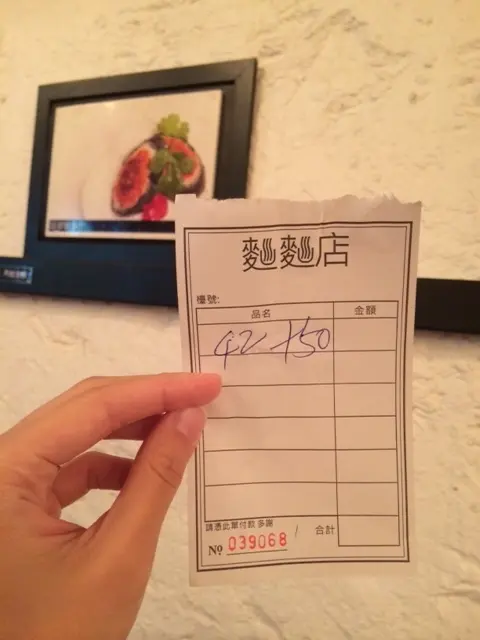 麵麵店
檯號:
品名 金額
42 +50
請憑此單付款多謝
合計
No 039068